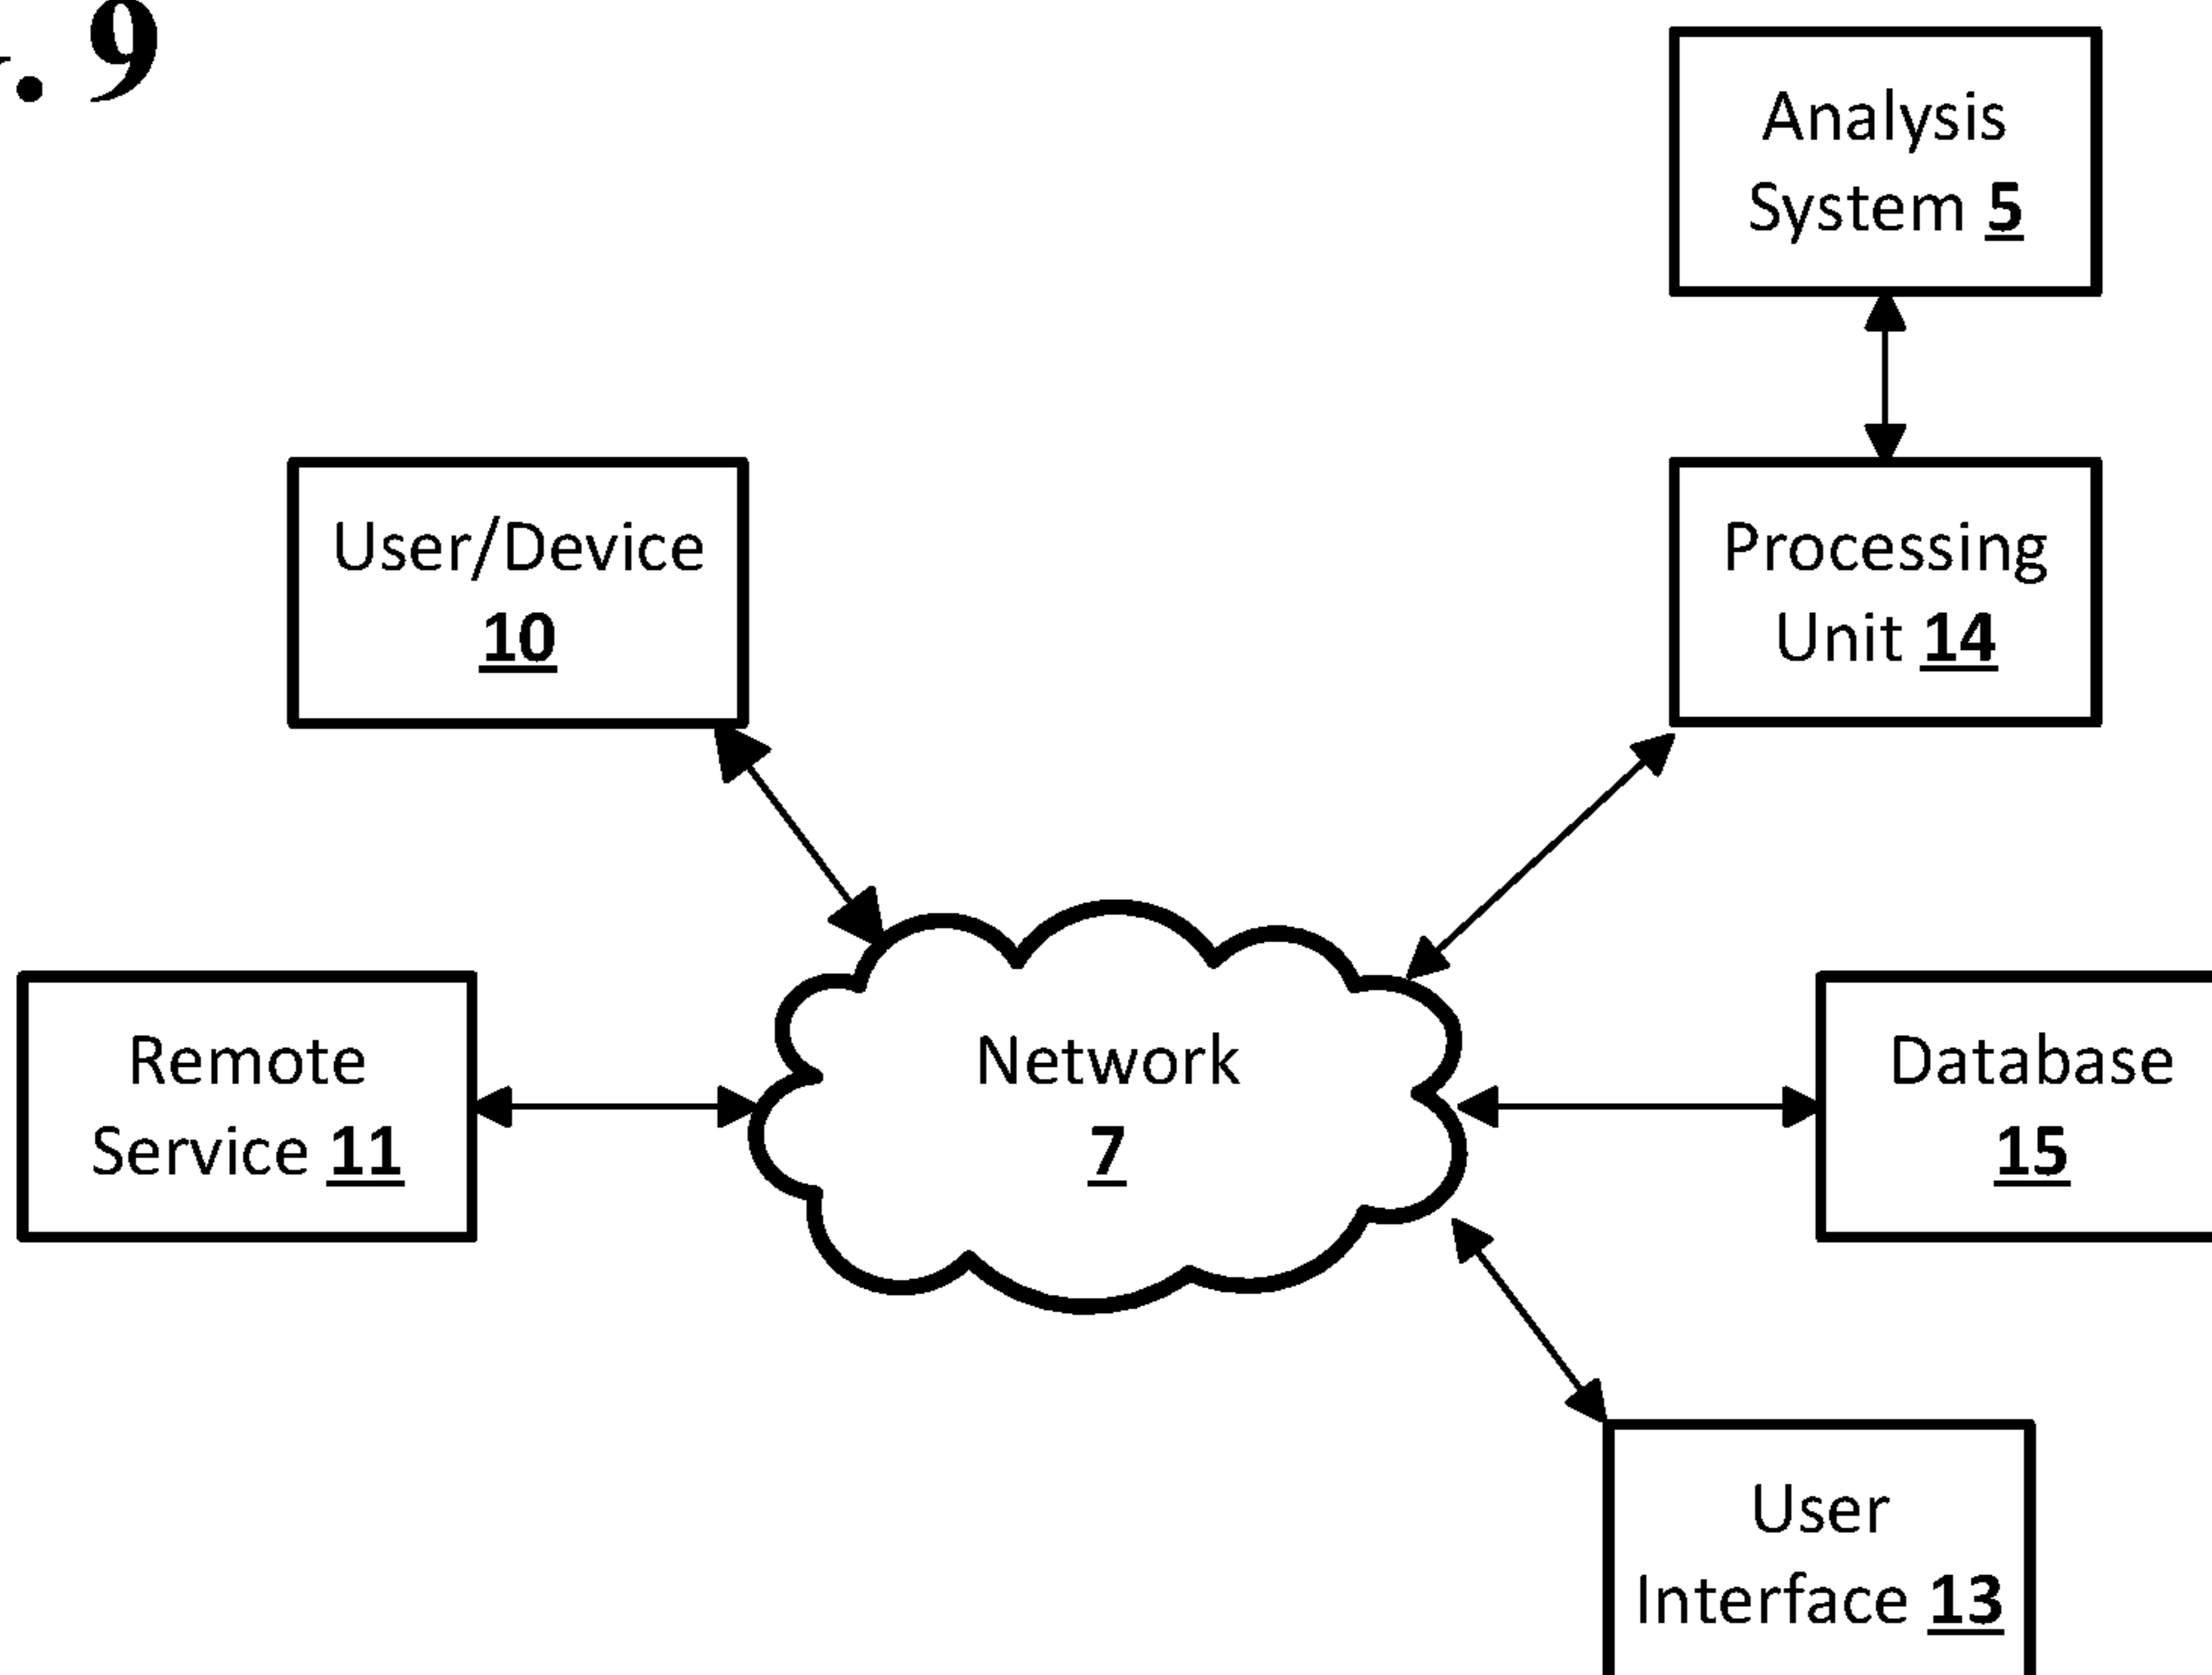 . 9
Analysis
System 5
User/Device
10
Processing
Unit 14
Remote
Service 11
Network
7
Database
15
User
Interface 13